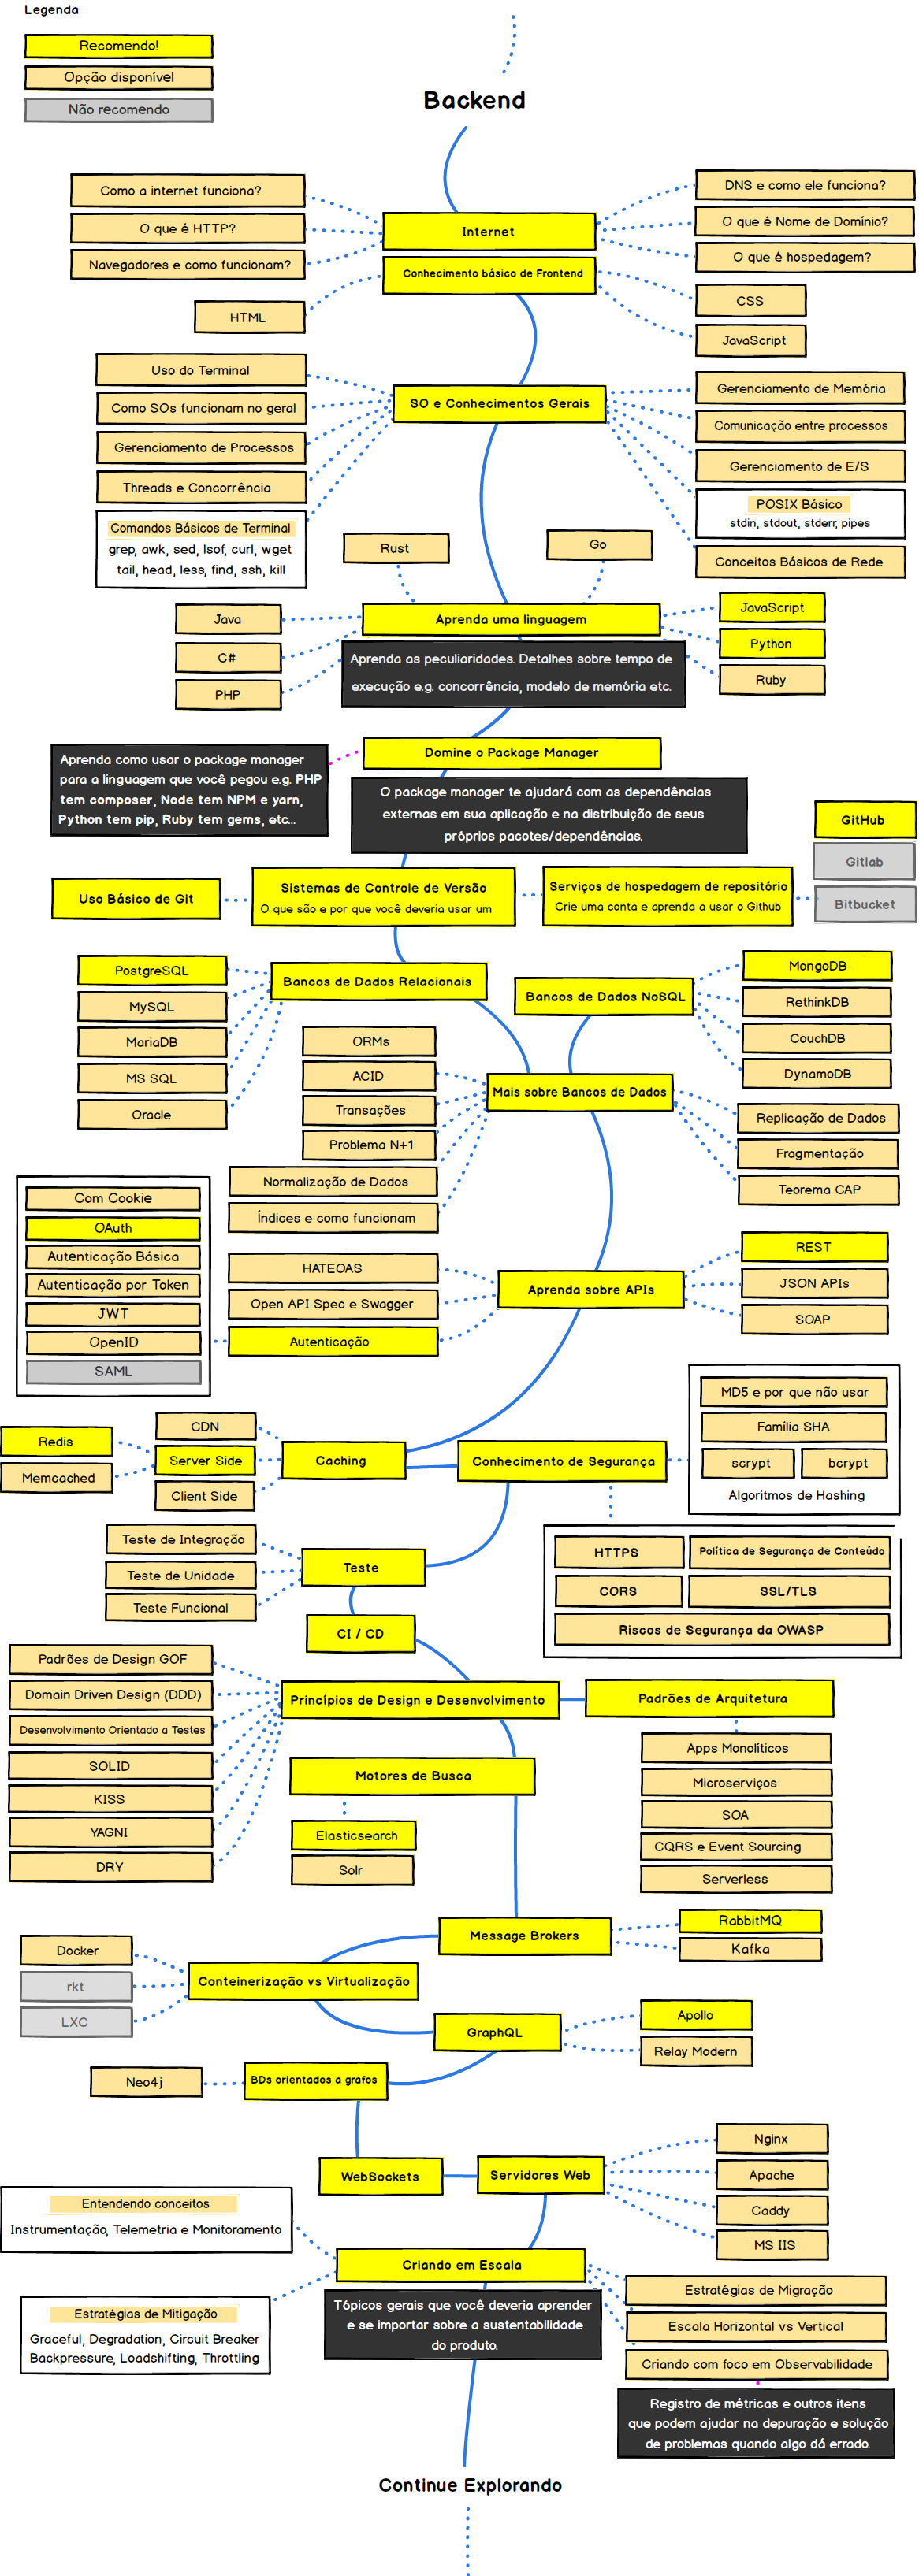 Legenda
Recomendo!
Opção disponível
Não recomendo
Backend
Como a internet funciona?
O que é HTTP?
Navegadores e como funcionam?
HTML
Internet
Conhecimento básico de Frontend
DNS e como ele funciona?
O que é Nome de Domínio?
O que é hospedagem?
CSS
JavaScript
Uso do Terminal
Como SOs funcionam no geral
Gerenciamento de Processos
Threads e Concorrência
Comandos Básicos de Terminal
grep, awk, sed, lsof, curl, wget
tail, head, less, find, ssh, kill
SO e Conhecimentos Gerais
Gerenciamento de Memória
Comunicação entre processos
Gerenciamento de E/S
POSIX Básico
stdin, stdout, stderr, pipes
Conceitos Básicos de Rede
Rust
Go
Java
C#
PHP
Aprenda uma linguagem
Aprenda as peculiaridades. Detalhes sobre tempo de
execução e.g. concorrência, modelo de memória etc.
JavaScript
Python
Ruby
Domine o Package Manager
Aprenda como usar o package manager
para a linguagem que você pegou e.g. PHP
tem composer, Node tem NPM e yarn,
Python tem pip, Ruby tem gems, etc...
O package manager te ajudará com as dependências
externas em sua aplicação e na distribuição de seus
próprios pacotes/dependências.
Uso Básico de Git
Sistemas de Controle de Versão
O que são e por que você deveria usar um
Serviços de hospedagem de repositório
Crie uma conta e aprenda a usar o Github
GitHub
Gitlab
Bitbucket
PostgreSQL
MySQL
MariaDB
MS SQL
Oracle
Bancos de Dados Relacionais
Bancos de Dados NoSQL
MongoDB
RethinkDB
CouchDB
DynamoDB
ORMs
ACID
Transações
Problema N+1
Normalização de Dados
Índices e como funcionam
Mais sobre Bancos de Dados
Replicação de Dados
Fragmentação
Teorema CAP
Com Cookie
OAuth
Autenticação Básica
Autenticação por Token
JWT
OpenID
SAML
HATEOAS
Open API Spec e Swagger
Autenticação
Aprenda sobre APIs
REST
JSON APIs
SOAP
Redis
Memcached
CDN
Server Side
Client Side
Caching
Conhecimento de Segurança
MD5 e por que não usar
Família SHA
scrypt
bcrypt
Algoritmos de Hashing
HTTPS
Política de Segurança de Conteúdo
CORS
SSL/TLS
Riscos de Segurança da OWASP
Teste de Integração
Teste de Unidade
Teste Funcional
Teste
CI / CD
Padrões de Design GOF
Domain Driven Design (DDD)
Desenvolvimento Orientado a Testes
SOLID
KISS
YAGNI
DRY
Princípios de Design e Desenvolvimento
Padrões de Arquitetura
Apps Monolíticos
Microserviços
SOA
CQRS e Event Sourcing
Serverless
Motores de Busca
Elasticsearch
Solr
Message Brokers
RabbitMQ
Kafka
Docker
rkt
LXC
Conteinerização vs Virtualização
GraphQL
Apollo
Relay Modern
Neo4j
BDs orientados a grafos
WebSockets
Servidores Web
Nginx
Apache
Caddy
MS IIS
Entendendo conceitos
Instrumentação, Telemetria e Monitoramento
Estratégias de Mitigação
Graceful, Degradation, Circuit Breaker
Backpressure, Loadshifting, Throttling
Criando em Escala
Tópicos gerais que você deveria aprender
e se importar sobre a sustentabilidade
do produto.
Estratégias de Migração
Escala Horizontal vs Vertical
Criando com foco em Observabilidade
Registro de métricas e outros itens
que podem ajudar na depuração e solução
de problemas quando algo dá errado.
Continue Explorando